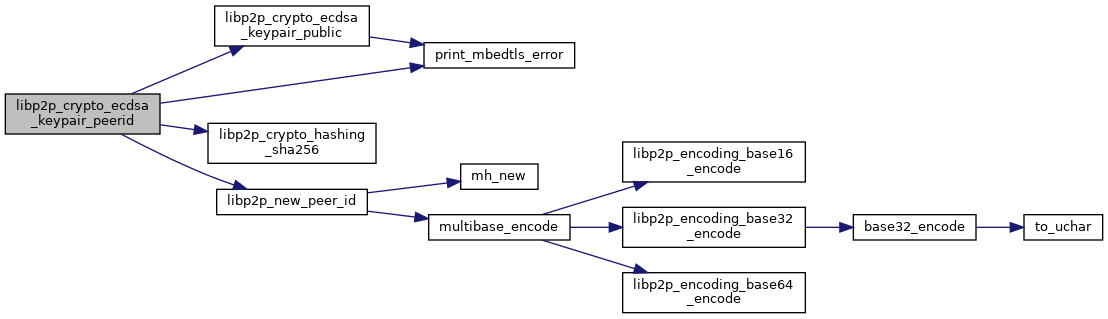 libp2p_crypto_ecdsa
_keypair_peerid
libp2p_crypto_ecdsa
_keypair_public
print_mbedtls_error
libp2p_crypto_hashing
_sha256
libp2p_new_peer_id
mh_new
multibase_encode
libp2p_encoding_base16
_encode
libp2p_encoding_base32
_encode
base32_encode
to_uchar
libp2p_encoding_base64
_encode